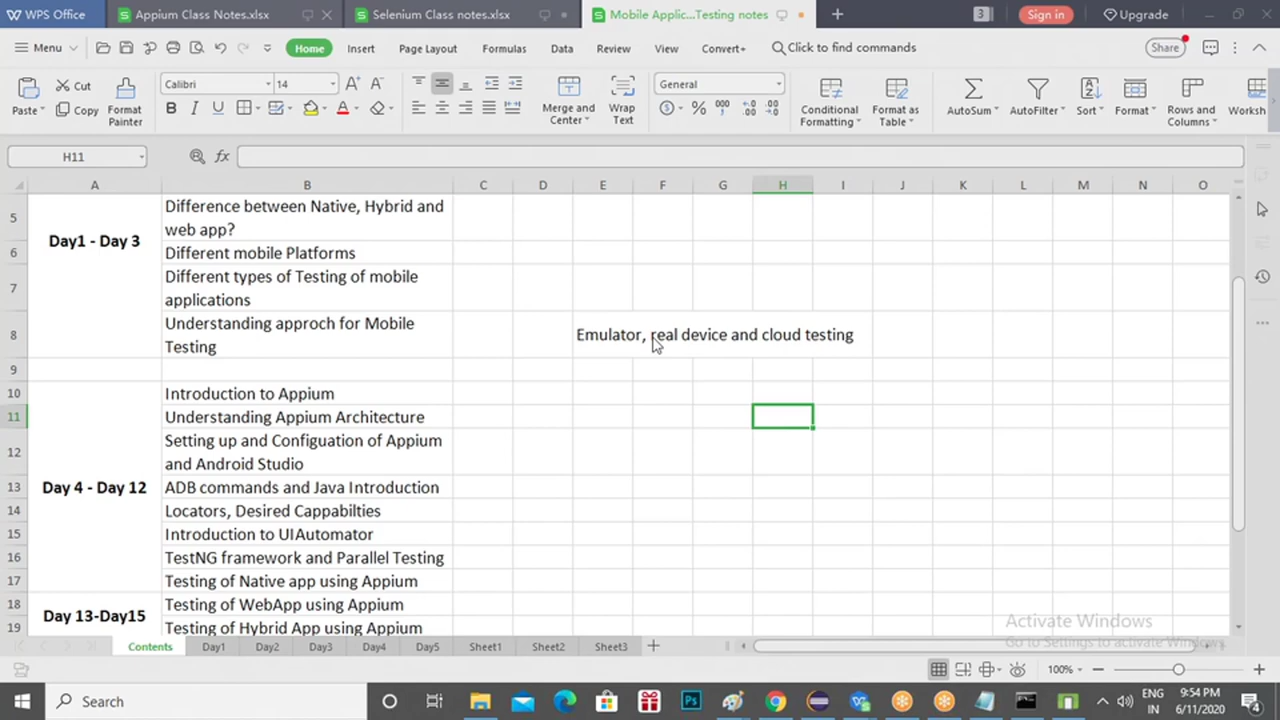 WPS Office
Appium Class Notes.xlsx
Selenium Class notes.xlsx
Mobile Applic...Testing notes
3
Sign in
Upgrade
Menu
Home
Insert
Page Layout
Formulas
Data
Review
View
Convert+
Click to find commands
Share
Paste
Cut
Copy
Format
Painter
Calibri
14
Merge and
Center
Wrap
Text
General
Conditional
Formatting
Format as
Table
AutoSum
AutoFilter
Sort
Format
Rows and
Columns
Worksh
H11
A B C D E F G H I J K L M N O
5 Difference between Native, Hybrid and
web app?
Day1 - Day 3
6 Different mobile Platforms
7 Different types of Testing of mobile
applications
8 Understanding approch for Mobile
Testing
Emulator, real device and cloud testing
9
10 Introduction to Appium
11 Understanding Appium Architecture
12 Setting up and Configuation of Appium
and Android Studio
Day 4 - Day 12
13 ADB commands and Java Introduction
14 Locators, Desired Cappabilties
15 Introduction to UIAutomator
16 TestNG framework and Parallel Testing
17 Testing of Native app using Appium
18 Testing of WebApp using Appium
Day 13-Day15
19 Testing of Hybrid App using Appium
Activate Windows
Go to Settings to activate Windows.
Contents Day1 Day2 Day3 Day4 Day5 Sheet1 Sheet2 Sheet3
100%
Search
ENG
IN
9:54 PM
6/11/2020
4